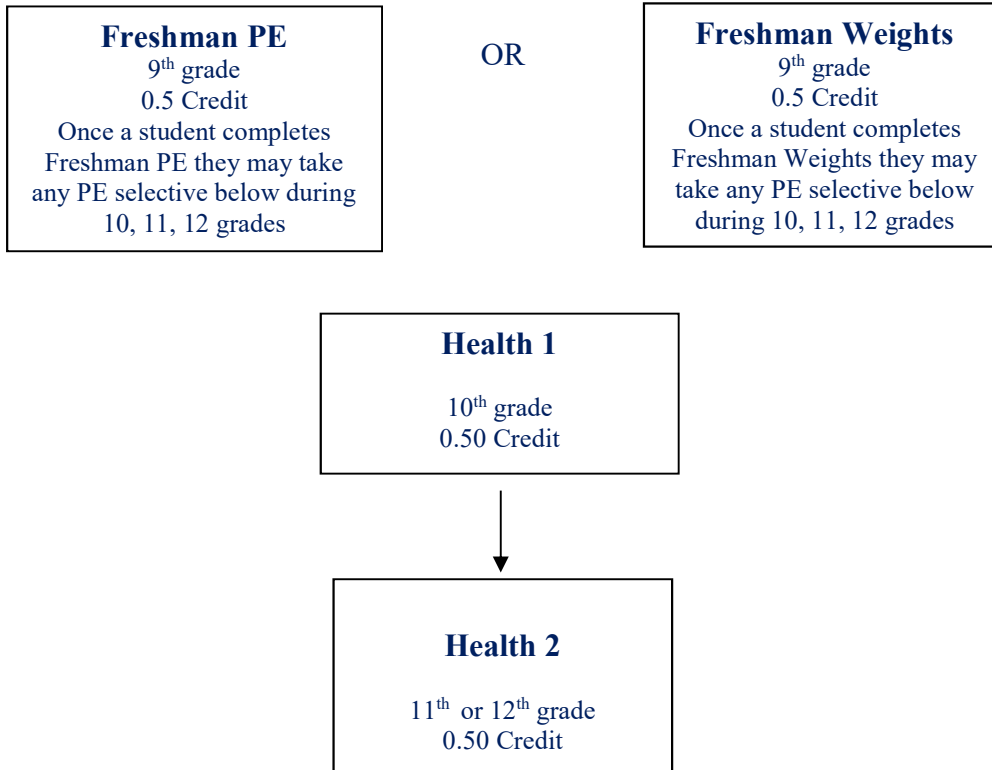 Freshman PE
9th grade
0.5 Credit
Once a student completes
Freshman PE they may take
any PE selective below during
10, 11, 12 grades
OR
Freshman Weights
9th grade
0.5 Credit
Once a student completes
Freshman Weights they may
take any PE selective below
during 10, 11, 12 grades
Health 1
10th grade
0.50 Credit
Health 2
11th or 12th grade
0.50 Credit